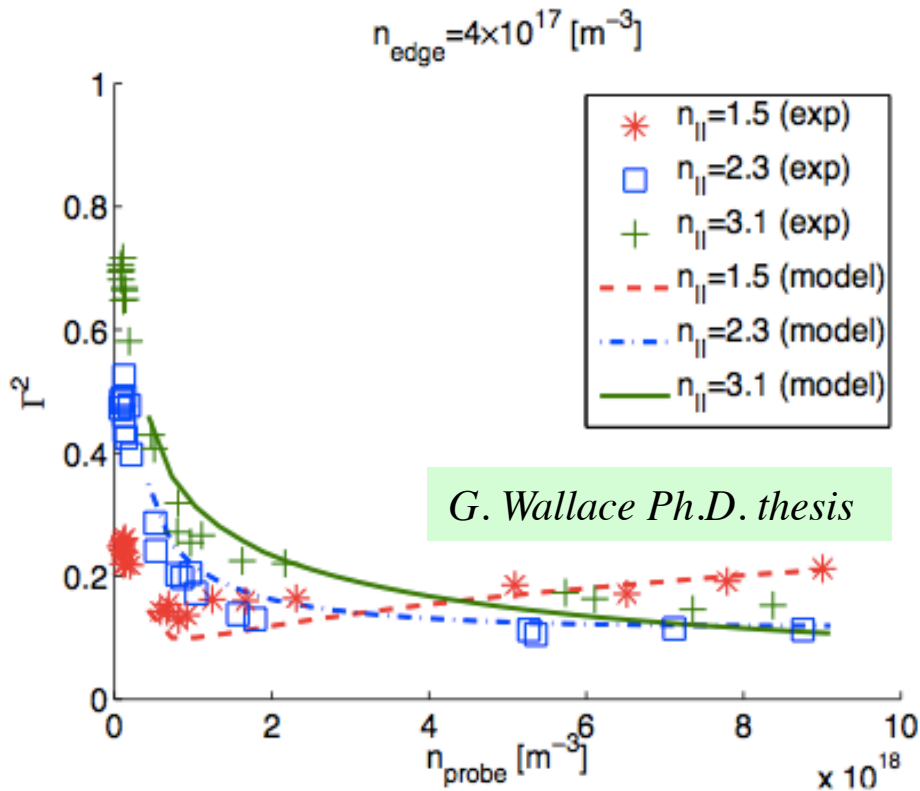 n_edge=4×10^17 [m^−3]
1
0.8
0.6
0.4
0.2
0
Γ^2
n_||=1.5 (exp)
n_||=2.3 (exp)
n_||=3.1 (exp)
n_||=1.5 (model)
n_||=2.3 (model)
n_||=3.1 (model)
G. Wallace Ph.D. thesis
0 2 4 6 8 10
n_probe [m^−3]
x 10^18